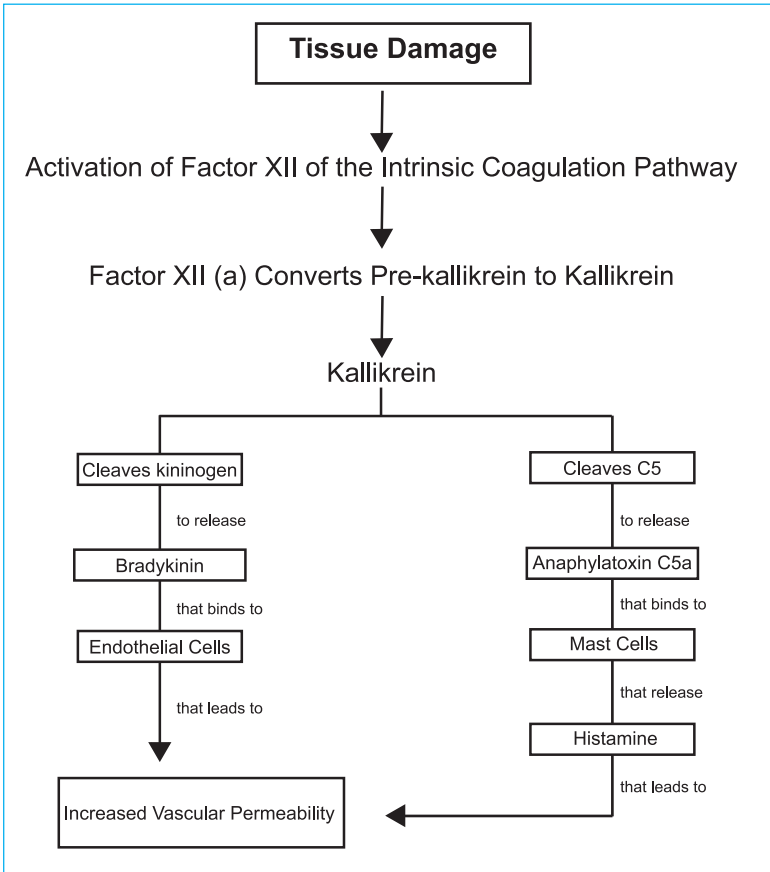 Tissue Damage
Activation of Factor XII of the Intrinsic Coagulation Pathway
Factor XII (a) Converts Pre-kallikrein to Kallikrein
Kallikrein
Cleaves kininogen
to release
Bradykinin
that binds to
Endothelial Cells
that leads to
Increased Vascular Permeability
Cleaves C5
to release
Anaphylatoxin C5a
that binds to
Mast Cells
that release
Histamine
that leads to